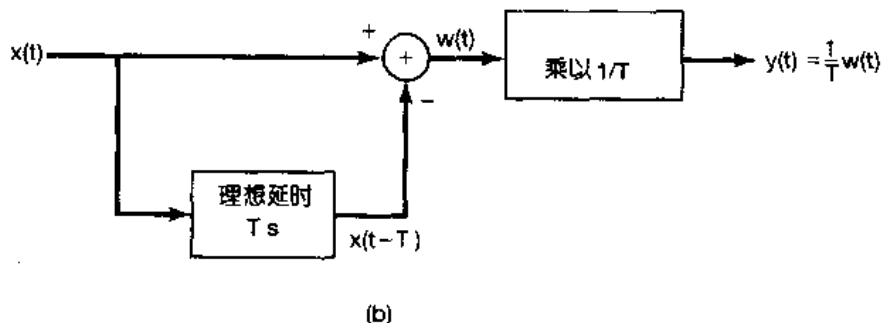 x(t)
+
+
−
w(t)
乘以 1/T
y(t) = 1/T w(t)
理想延时
T s
x(t−T)
(b)